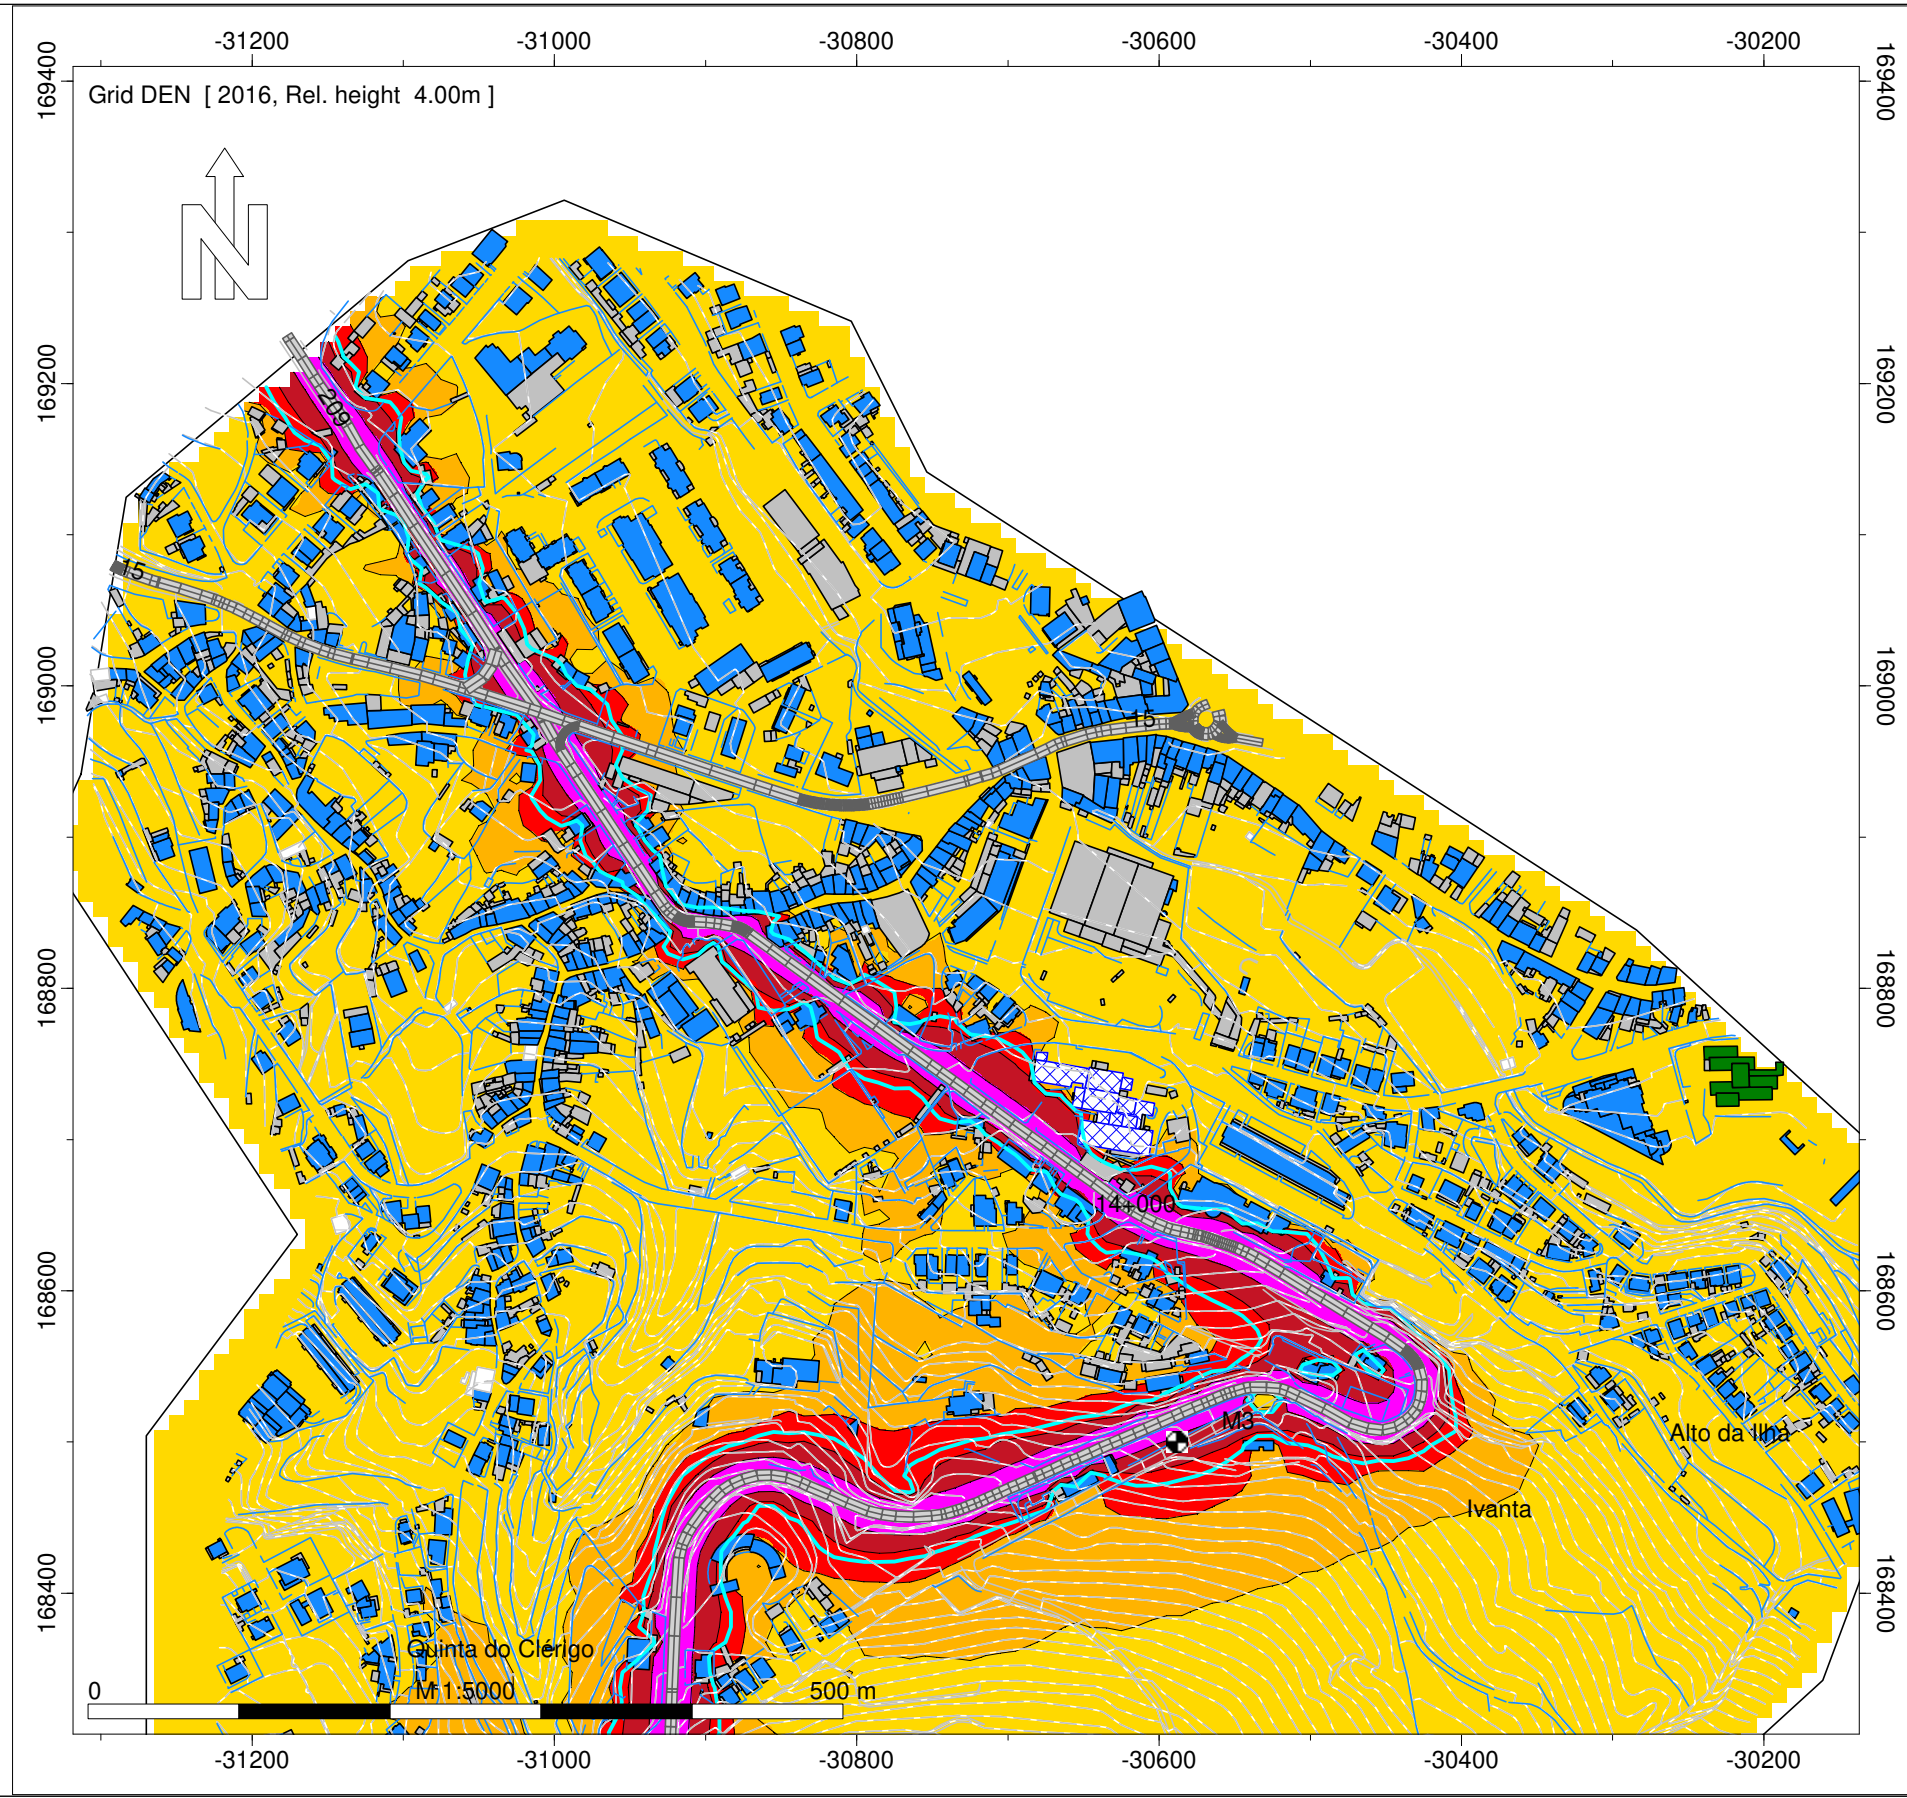 -31200 -31000 -30800 -30600 -30400 -30200
169400 169400
Grid DEN [ 2016, Rel. height 4.00m ]
N
169200 169200
209
15
169000 169000
15
168800 168800
14+000
168600 168600
M3
Alto da Ilha
Ivanta
168400 168400
Quinta do Clérigo
0 M 1:5000 500 m
-31200 -31000 -30800 -30600 -30400 -30200